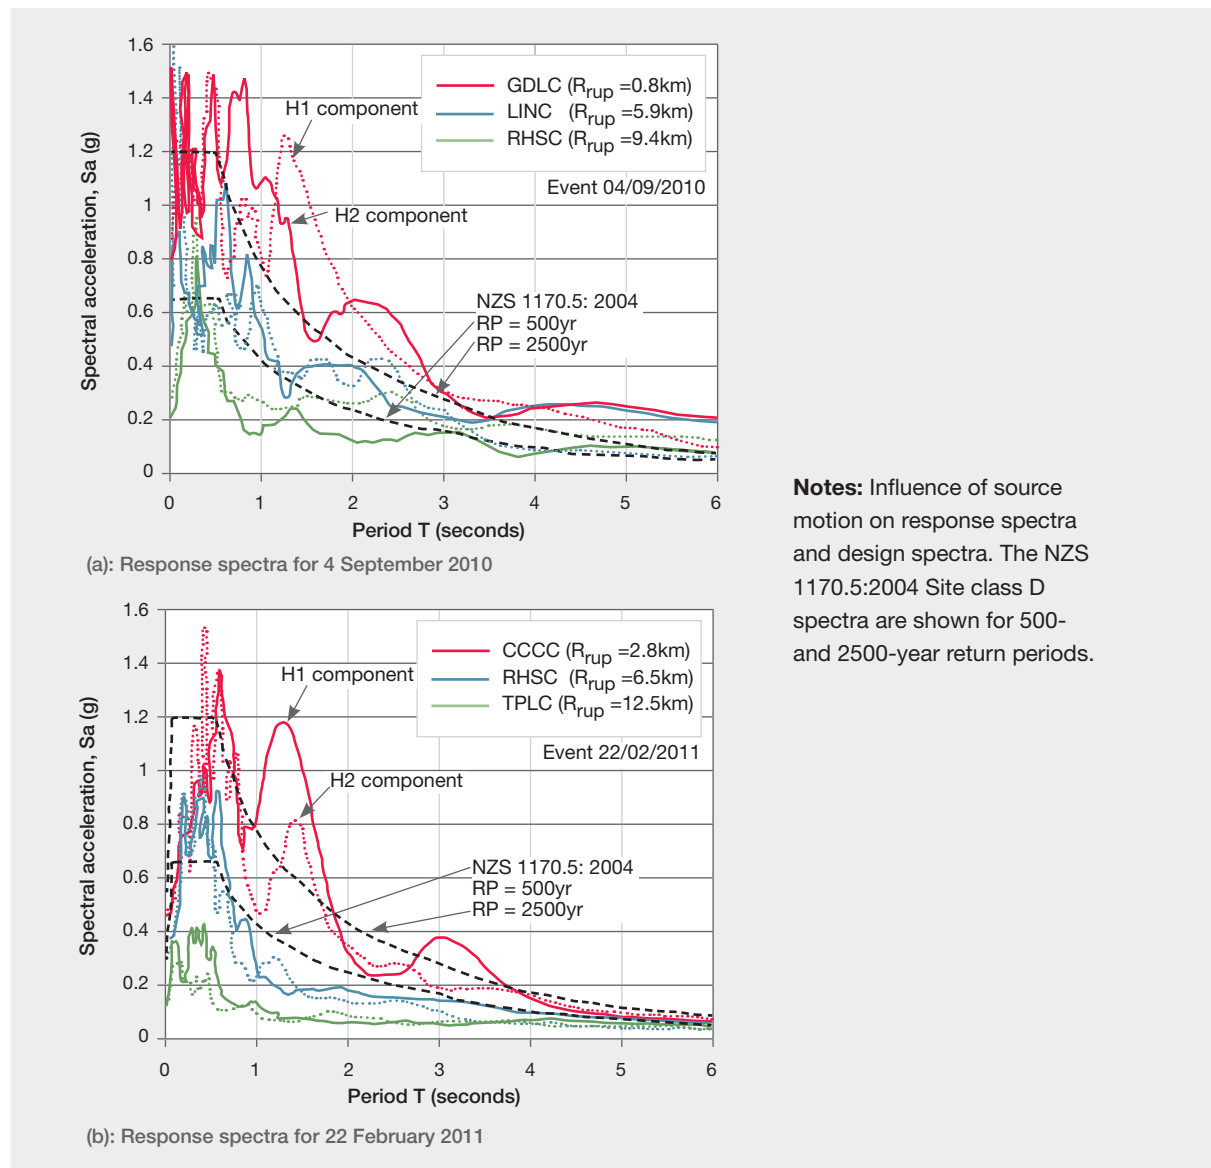 1.6
1.4
1.2
1
0.8
0.6
0.4
0.2
0
Spectral acceleration, Sa (g)
GDLC (Rrup =0.8km)
LINC (Rrup =5.9km)
RHSC (Rrup =9.4km)
H1 component
Event 04/09/2010
H2 component
NZS 1170.5: 2004
RP = 500yr
RP = 2500yr
0 1 2 3 4 5 6
Period T (seconds)
(a): Response spectra for 4 September 2010
Notes: Influence of source
motion on response spectra
and design spectra. The NZS
1170.5:2004 Site class D
spectra are shown for 500-
and 2500-year return periods.
1.6
1.4
1.2
1
0.8
0.6
0.4
0.2
0
Spectral acceleration, Sa (g)
CCCC (Rrup =2.8km)
RHSC (Rrup =6.5km)
TPLC (Rrup =12.5km)
H1 component
Event 22/02/2011
H2 component
NZS 1170.5: 2004
RP = 500yr
RP = 2500yr
0 1 2 3 4 5 6
Period T (seconds)
(b): Response spectra for 22 February 2011